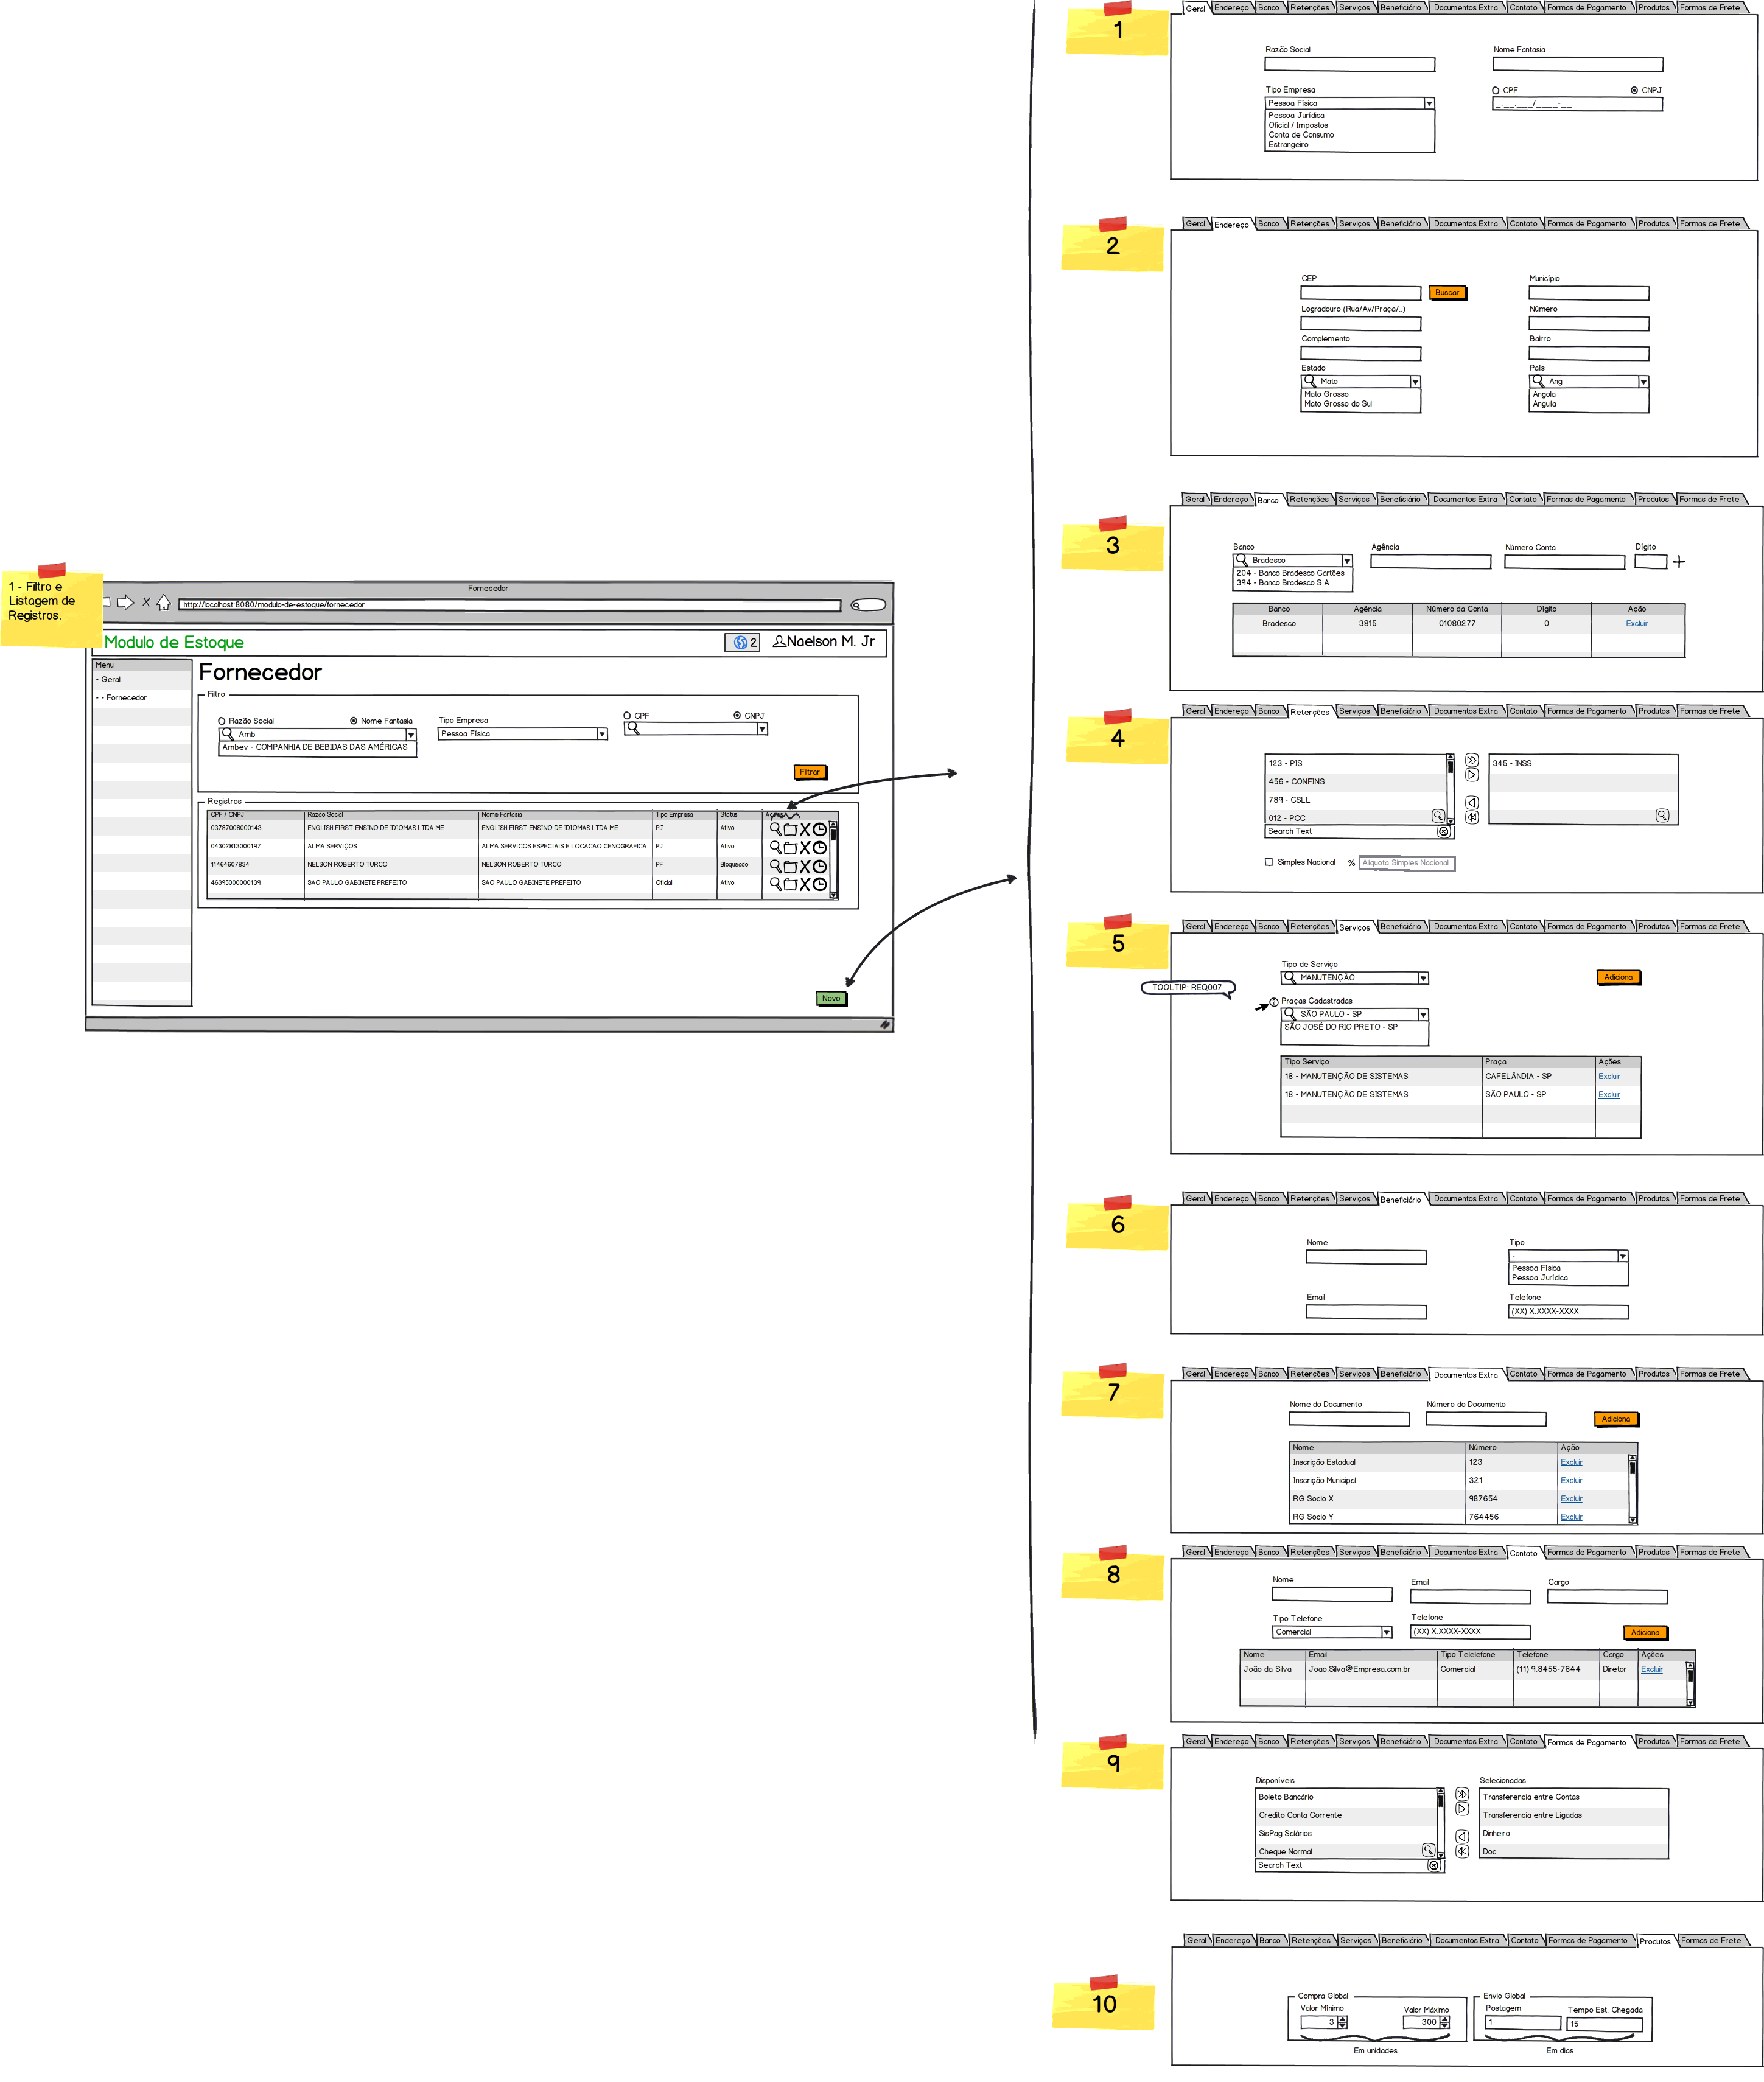 1 - Filtro e
Listagem de
Registros.
Fornecedor
http://localhost:8080/modulo-de-estoque/fornecedor
Modulo de Estoque
2
Naelson M. Jr
Menu
- Geral
- - Fornecedor
Fornecedor
Filtro
Razão Social Nome Fantasia Tipo Empresa CPF CNPJ
Amb Pessoa Física
Ambev - COMPANHIA DE BEBIDAS DAS AMÉRICAS
Filtrar
Registros
CPF / CNPJ Razão Social Nome Fantasia Tipo Empresa Status
03787008000143 ENGLISH FIRST ENSINO DE IDIOMAS LTDA ME ENGLISH FIRST ENSINO DE IDIOMAS LTDA ME PJ Ativo
04302813000197 ALMA SERVIÇOS ALMA SERVICOS ESPECIAIS E LOCACAO CENOGRAFICA PJ Ativo
11464607834 NELSON ROBERTO TURCO NELSON ROBERTO TURCO PF Bloqueado
46395000000139 SAO PAULO GABINETE PREFEITO SAO PAULO GABINETE PREFEITO Oficial Ativo
Novo
1
Geral Endereço Banco Retenções Serviços Beneficiário Documentos Extra Contato Formas de Pagamento Produtos Formas de Frete
Razão Social Nome Fantasia
Tipo Empresa CPF CNPJ
Pessoa Física _.__.___/____-__
Pessoa Jurídica
Oficial / Impostos
Conta de Consumo
Estrangeiro
2
Geral Endereço Banco Retenções Serviços Beneficiário Documentos Extra Contato Formas de Pagamento Produtos Formas de Frete
CEP Município
Buscar
Logradouro (Rua/Av/Praça/..) Número
Complemento Bairro
Estado País
Mato Ang
Mato Grosso Angola
Mato Grosso do Sul Anguila
3
Geral Endereço Banco Retenções Serviços Beneficiário Documentos Extra Contato Formas de Pagamento Produtos Formas de Frete
Banco Agência Número Conta Dígito
Bradesco
204 - Banco Bradesco Cartões
394 - Banco Bradesco S.A.
Banco Agência Número da Conta Dígito Ação
Bradesco 3815 01080277 0 Excluir
4
Geral Endereço Banco Retenções Serviços Beneficiário Documentos Extra Contato Formas de Pagamento Produtos Formas de Frete
123 - PIS 345 - INSS
456 - CONFINS
789 - CSLL
012 - PCC
Search Text
Simples Nacional % Aliquota Simples Nacional
5
Geral Endereço Banco Retenções Serviços Beneficiário Documentos Extra Contato Formas de Pagamento Produtos Formas de Frete
Tipo de Serviço
MANUTENÇÃO Adiciona
TOOLTIP: REQ007
? Praças Cadastradas
SÃO PAULO - SP
SÃO JOSÉ DO RIO PRETO - SP
...
Tipo Serviço Praça Ações
18 - MANUTENÇÃO DE SISTEMAS CAFELÂNDIA - SP Excluir
18 - MANUTENÇÃO DE SISTEMAS SÃO PAULO - SP Excluir
6
Geral Endereço Banco Retenções Serviços Beneficiário Documentos Extra Contato Formas de Pagamento Produtos Formas de Frete
Nome Tipo
-
Pessoa Física
Pessoa Jurídica
Email Telefone
(XX) X.XXXX-XXXX
7
Geral Endereço Banco Retenções Serviços Beneficiário Documentos Extra Contato Formas de Pagamento Produtos Formas de Frete
Nome do Documento Número do Documento
Adiciona
Nome Número Ação
Inscrição Estadual 123 Excluir
Inscrição Municipal 321 Excluir
RG Socio X 987654 Excluir
RG Socio Y 764456 Excluir
8
Geral Endereço Banco Retenções Serviços Beneficiário Documentos Extra Contato Formas de Pagamento Produtos Formas de Frete
Nome Email Cargo
Tipo Telefone Telefone
Comercial (XX) X.XXXX-XXXX Adiciona
Nome Email Tipo Telelefone Telefone Cargo Ações
João da Silva Joao.Silva@Empresa.com.br Comercial (11) 9.8455-7844 Diretor Excluir
9
Geral Endereço Banco Retenções Serviços Beneficiário Documentos Extra Contato Formas de Pagamento Produtos Formas de Frete
Disponíveis Selecionadas
Boleto Bancário Transferencia entre Contas
Credito Conta Corrente Transferencia entre Ligadas
SisPag Salários Dinheiro
Cheque Normal Doc
Search Text
10
Geral Endereço Banco Retenções Serviços Beneficiário Documentos Extra Contato Formas de Pagamento Produtos Formas de Frete
Compra Global Envio Global
Valor Mínimo Valor Máximo Postagem Tempo Est. Chegada
3 300 1 15
Em unidades Em dias